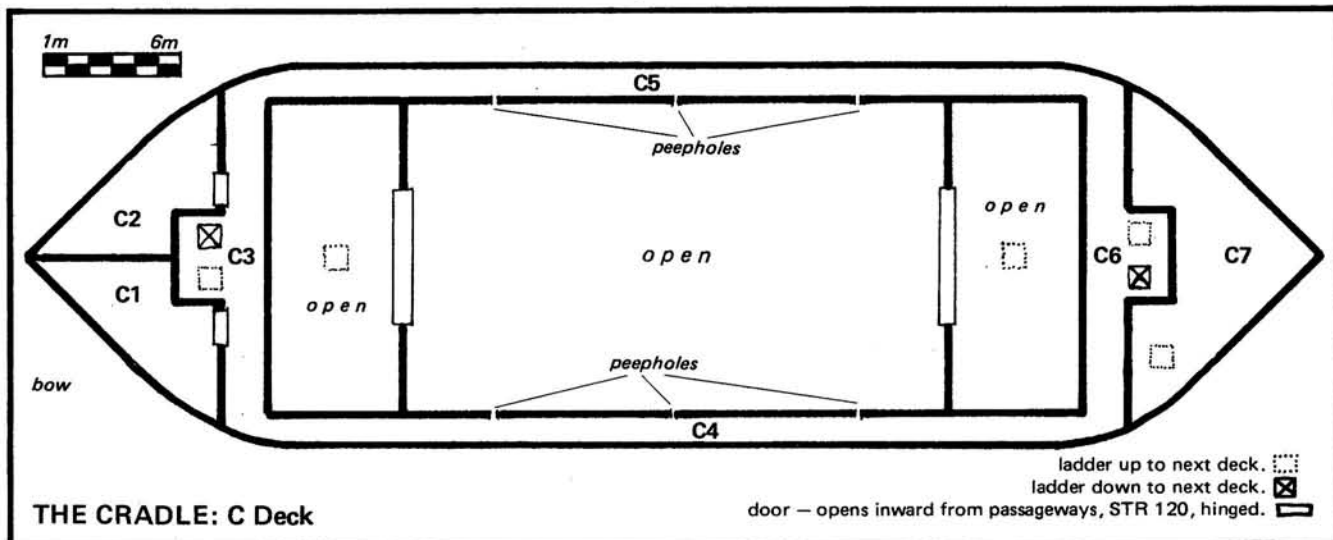 1m 6m
C5
peepholes
C2
C3
open
open
open
C6
C7
C1
bow
peepholes
C4
ladder up to next deck.
ladder down to next deck.
door — opens inward from passageways, STR 120, hinged.
THE CRADLE: C Deck